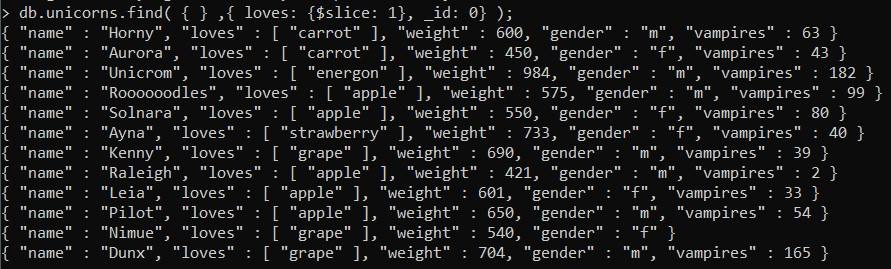 > db.unicorns.find( { } ,{ loves: {$slice: 1}, _id: 0} );
{ "name" : "Horny", "loves" : [ "carrot" ], "weight" : 600, "gender" : "m", "vampires" : 63 }
{ "name" : "Aurora", "loves" : [ "carrot" ], "weight" : 450, "gender" : "f", "vampires" : 43 }
{ "name" : "Unicrom", "loves" : [ "energon" ], "weight" : 984, "gender" : "m", "vampires" : 182 }
{ "name" : "Roooooodles", "loves" : [ "apple" ], "weight" : 575, "gender" : "m", "vampires" : 99 }
{ "name" : "Solnara", "loves" : [ "apple" ], "weight" : 550, "gender" : "f", "vampires" : 80 }
{ "name" : "Ayna", "loves" : [ "strawberry" ], "weight" : 733, "gender" : "f", "vampires" : 40 }
{ "name" : "Kenny", "loves" : [ "grape" ], "weight" : 690, "gender" : "m", "vampires" : 39 }
{ "name" : "Raleigh", "loves" : [ "apple" ], "weight" : 421, "gender" : "m", "vampires" : 2 }
{ "name" : "Leia", "loves" : [ "apple" ], "weight" : 601, "gender" : "f", "vampires" : 33 }
{ "name" : "Pilot", "loves" : [ "apple" ], "weight" : 650, "gender" : "m", "vampires" : 54 }
{ "name" : "Nimue", "loves" : [ "grape" ], "weight" : 540, "gender" : "f" }
{ "name" : "Dunx", "loves" : [ "grape" ], "weight" : 704, "gender" : "m", "vampires" : 165 }